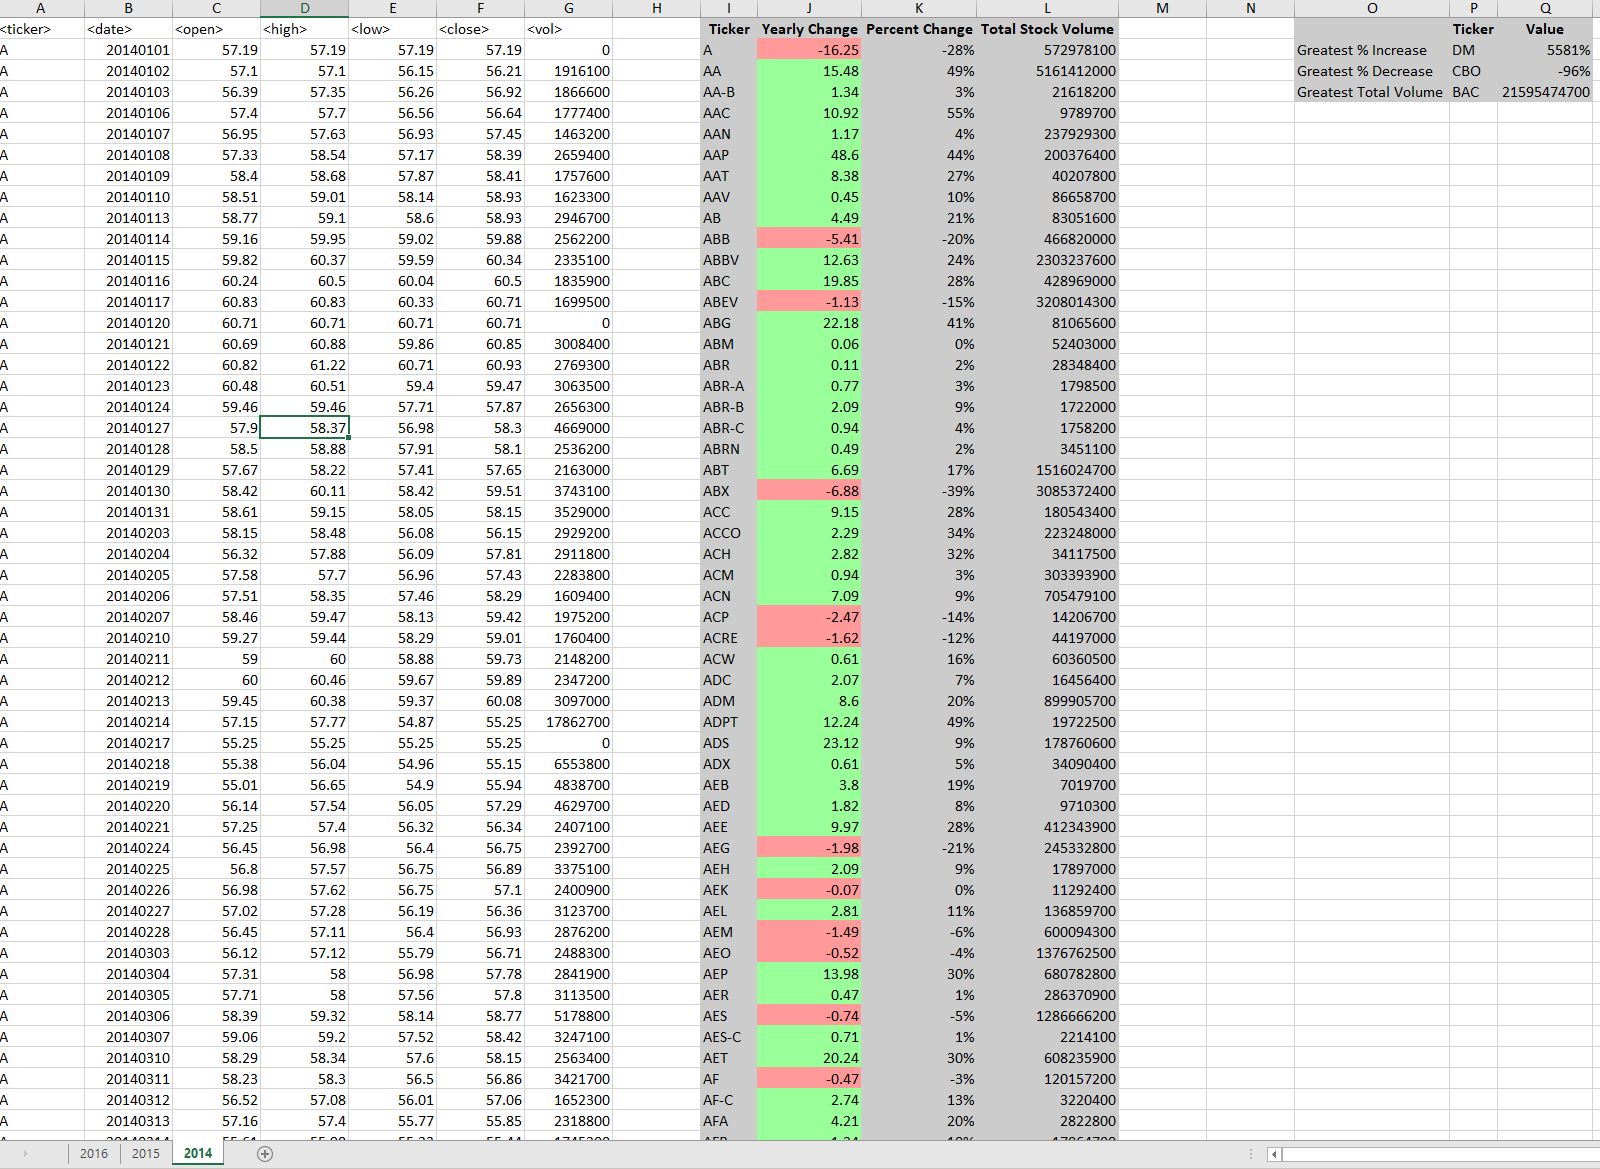 A B C D E F G H I J K L M N O P Q
<ticker> <date> <open> <high> <low> <close> <vol> Ticker Yearly Change Percent Change Total Stock Volume Ticker Value
A 20140101 57.19 57.19 57.19 57.19 0 A -16.25 -28% 572978100 Greatest % Increase DM 5581%
A 20140102 57.1 57.1 56.15 56.21 1916100 AA 15.48 49% 5161412000 Greatest % Decrease CBO -96%
A 20140103 56.39 57.35 56.26 56.92 1866600 AA-B 1.34 3% 21618200 Greatest Total Volume BAC 21595474700
A 20140106 57.4 57.7 56.56 56.64 1777400 AAC 10.92 55% 9789700
A 20140107 56.95 57.63 56.93 57.45 1463200 AAN 1.17 4% 237929300
A 20140108 57.33 58.54 57.17 58.39 2659400 AAP 48.6 44% 200376400
A 20140109 58.4 58.68 57.87 58.41 1757600 AAT 8.38 27% 40207800
A 20140110 58.51 59.01 58.14 58.93 1623300 AAV 0.45 10% 86658700
A 20140113 58.77 59.1 58.6 58.93 2946700 AB 4.49 21% 83051600
A 20140114 59.16 59.95 59.02 59.88 2562200 ABB -5.41 -20% 466820000
A 20140115 59.82 60.37 59.59 60.34 2335100 ABBV 12.63 24% 2303237600
A 20140116 60.24 60.5 60.04 60.5 1835900 ABC 19.85 28% 428969000
A 20140117 60.83 60.83 60.33 60.71 1699500 ABEV -1.13 -15% 3208014300
A 20140120 60.71 60.71 60.71 60.71 0 ABG 22.18 41% 81065600
A 20140121 60.69 60.88 59.86 60.85 3008400 ABM 0.06 0% 52403000
A 20140122 60.82 61.22 60.71 60.93 2769300 ABR 0.11 2% 28348400
A 20140123 60.48 60.51 59.4 59.47 3063500 ABR-A 0.77 3% 1798500
A 20140124 59.46 59.46 57.71 57.87 2656300 ABR-B 2.09 9% 1722000
A 20140127 57.9 58.37 56.98 58.3 4669000 ABR-C 0.94 4% 1758200
A 20140128 58.5 58.88 57.91 58.1 2536200 ABRN 0.49 2% 3451100
A 20140129 57.67 58.22 57.41 57.65 2163000 ABT 6.69 17% 1516024700
A 20140130 58.42 60.11 58.42 59.51 3743100 ABX -6.88 -39% 3085372400
A 20140131 58.61 59.15 58.05 58.15 3529000 ACC 9.15 28% 180543400
A 20140203 58.15 58.48 56.08 56.15 2929200 ACCO 2.29 34% 223248000
A 20140204 56.32 57.88 56.09 57.81 2911800 ACH 2.82 32% 34117500
A 20140205 57.58 57.7 56.96 57.43 2283800 ACM 0.94 3% 303393900
A 20140206 57.51 58.35 57.46 58.29 1609400 ACN 7.09 9% 705479100
A 20140207 58.46 59.47 58.13 59.42 1975200 ACP -2.47 -14% 14206700
A 20140210 59.27 59.44 58.29 59.01 1760400 ACRE -1.62 -12% 44197000
A 20140211 59 60 58.88 59.73 2148200 ACW 0.61 16% 60360500
A 20140212 60 60.46 59.67 59.89 2347200 ADC 2.07 7% 16456400
A 20140213 59.45 60.38 59.37 60.08 3097000 ADM 8.6 20% 899905700
A 20140214 57.15 57.77 54.87 55.25 17862700 ADPT 12.24 49% 19722500
A 20140217 55.25 55.25 55.25 55.25 0 ADS 23.12 9% 178760600
A 20140218 55.38 56.04 54.96 55.15 6553800 ADX 0.61 5% 34090400
A 20140219 55.01 56.65 54.9 55.94 4838700 AEB 3.8 19% 7019700
A 20140220 56.14 57.54 56.05 57.29 4629700 AED 1.82 8% 9710300
A 20140221 57.25 57.4 56.32 56.34 2407100 AEE 9.97 28% 412343900
A 20140224 56.45 56.98 56.4 56.75 2392700 AEG -1.98 -21% 245332800
A 20140225 56.8 57.57 56.75 56.89 3375100 AEH 2.09 9% 17897000
A 20140226 56.98 57.62 56.75 57.1 2400900 AEK -0.07 0% 11292400
A 20140227 57.02 57.28 56.19 56.36 3123700 AEL 2.81 11% 136859700
A 20140228 56.45 57.11 56.4 56.93 2876200 AEM -1.49 -6% 600094300
A 20140303 56.12 57.12 55.79 56.71 2488300 AEO -0.52 -4% 1376762500
A 20140304 57.31 58 56.98 57.78 2841900 AEP 13.98 30% 680782800
A 20140305 57.71 58 57.56 57.8 3113500 AER 0.47 1% 286370900
A 20140306 58.39 59.32 58.14 58.77 5178800 AES -0.74 -5% 1286666200
A 20140307 59.06 59.2 57.52 58.42 3247100 AES-C 0.71 1% 2214100
A 20140310 58.29 58.34 57.6 58.15 2563400 AET 20.24 30% 608235900
A 20140311 58.23 58.3 56.5 56.86 3421700 AF -0.47 -3% 120157200
A 20140312 56.52 57.08 56.01 57.06 1652300 AF-C 2.74 13% 3220400
A 20140313 57.16 57.4 55.77 55.85 2318800 AFA 4.21 20% 2822800
2016 2015 2014